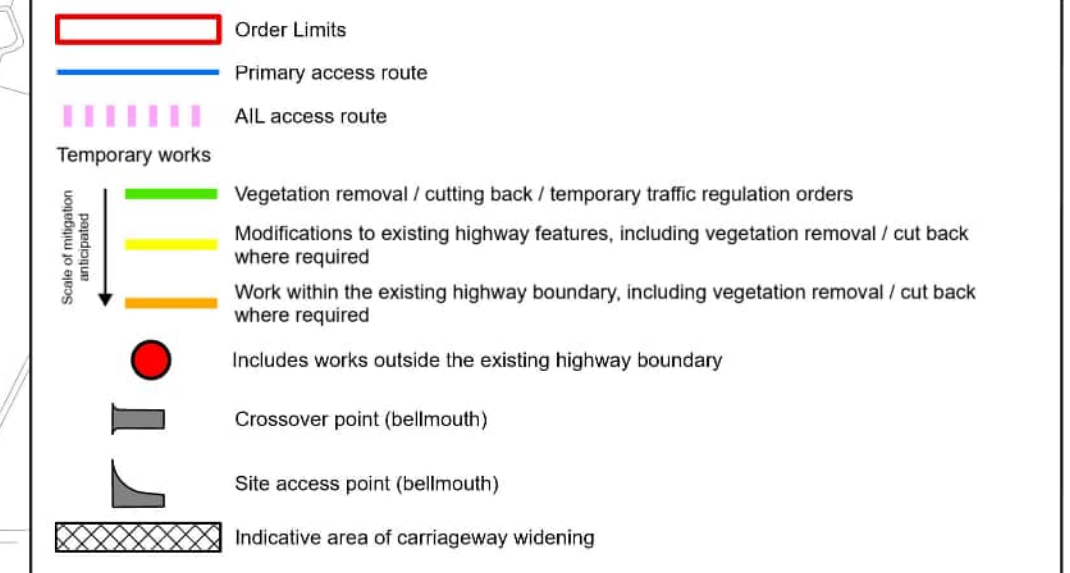 Order Limits
Primary access route
AIL access route
Temporary works
Scale of mitigation
anticipated
Vegetation removal / cutting back / temporary traffic regulation orders
Modifications to existing highway features, including vegetation removal / cut back
where required
Work within the existing highway boundary, including vegetation removal / cut back
where required
Includes works outside the existing highway boundary
Crossover point (bellmouth)
Site access point (bellmouth)
Indicative area of carriageway widening